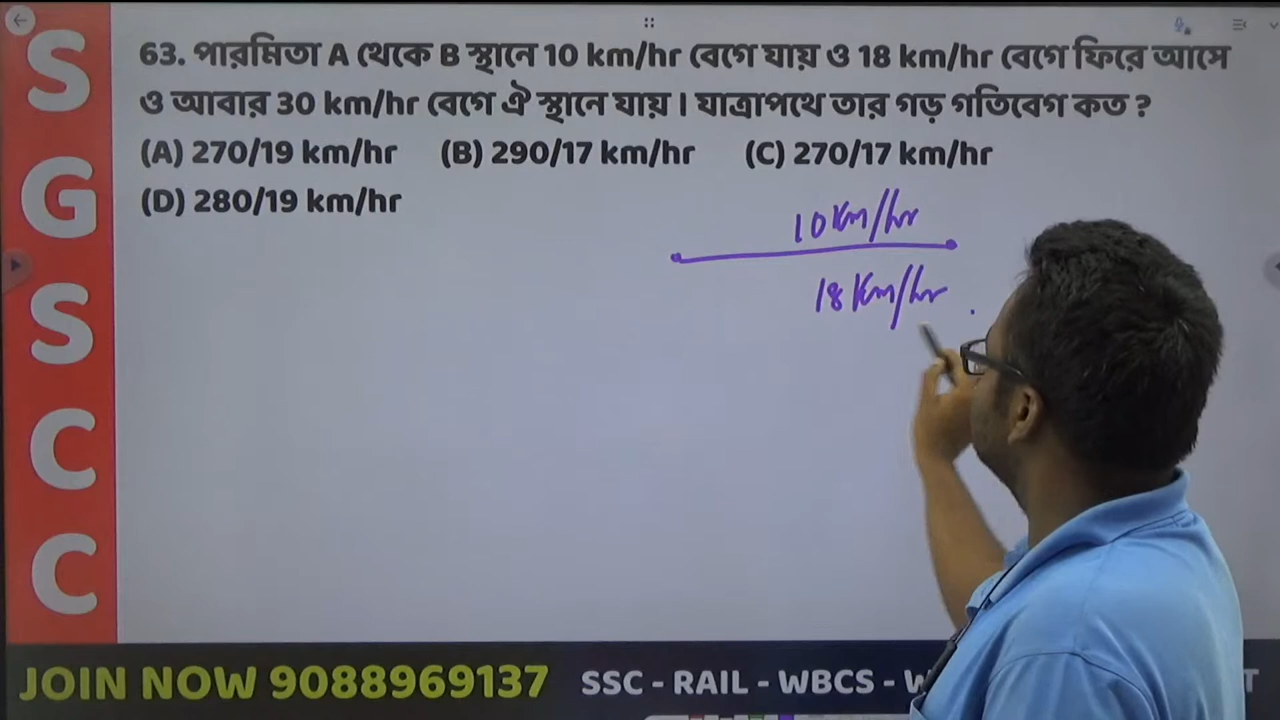 S
G
S
C
C
63. পারমিতা A থেকে B স্থানে 10 km/hr বেগে যায় ও 18 km/hr বেগে ফিরে আসে
ও আবার 30 km/hr বেগে ঐ স্থানে যায় । যাত্রাপথে তার গড় গতিবেগ কত ?
(A) 270/19 km/hr (B) 290/17 km/hr (C) 270/17 km/hr
(D) 280/19 km/hr
10 Km/hr
18 Km/hr
JOIN NOW 9088969137 SSC - RAIL - WBCS -